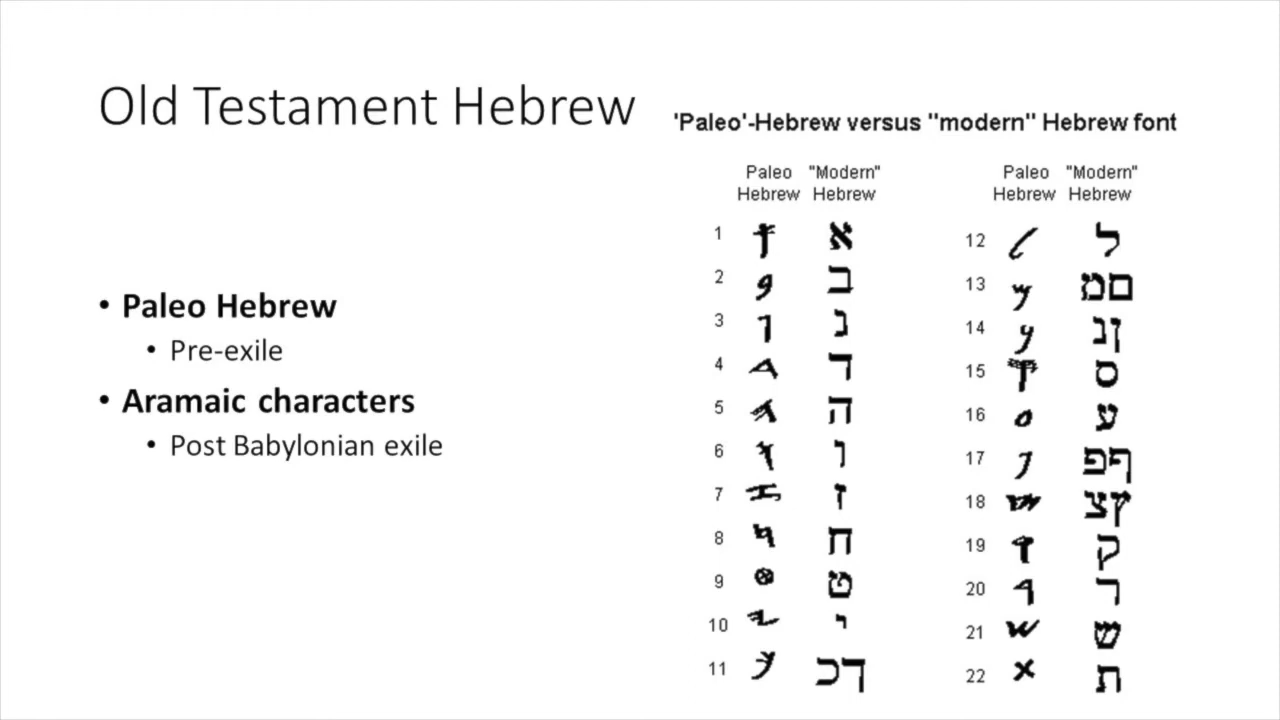 Old Testament Hebrew
• Paleo Hebrew
• Pre-exile
• Aramaic characters
• Post Babylonian exile
'Paleo'-Hebrew versus "modern" Hebrew font
Paleo Hebrew "Modern" Hebrew
1 𐤀 א
2 𐤁 ב
3 𐤂 ג
4 𐤃 ד
5 𐤄 ה
6 𐤅 ו
7 𐤆 ז
8 𐤇 ח
9 𐤈 ט
10 𐤉 י
11 𐤊 ךכ
Paleo Hebrew "Modern" Hebrew
12 𐤋 ל
13 𐤌 םמ
14 𐤍 ןנ
15 𐤎 ס
16 𐤏 ע
17 𐤐 ףפ
18 𐤑 ץצ
19 𐤒 ק
20 𐤓 ר
21 𐤔 ש
22 𐤕 ת